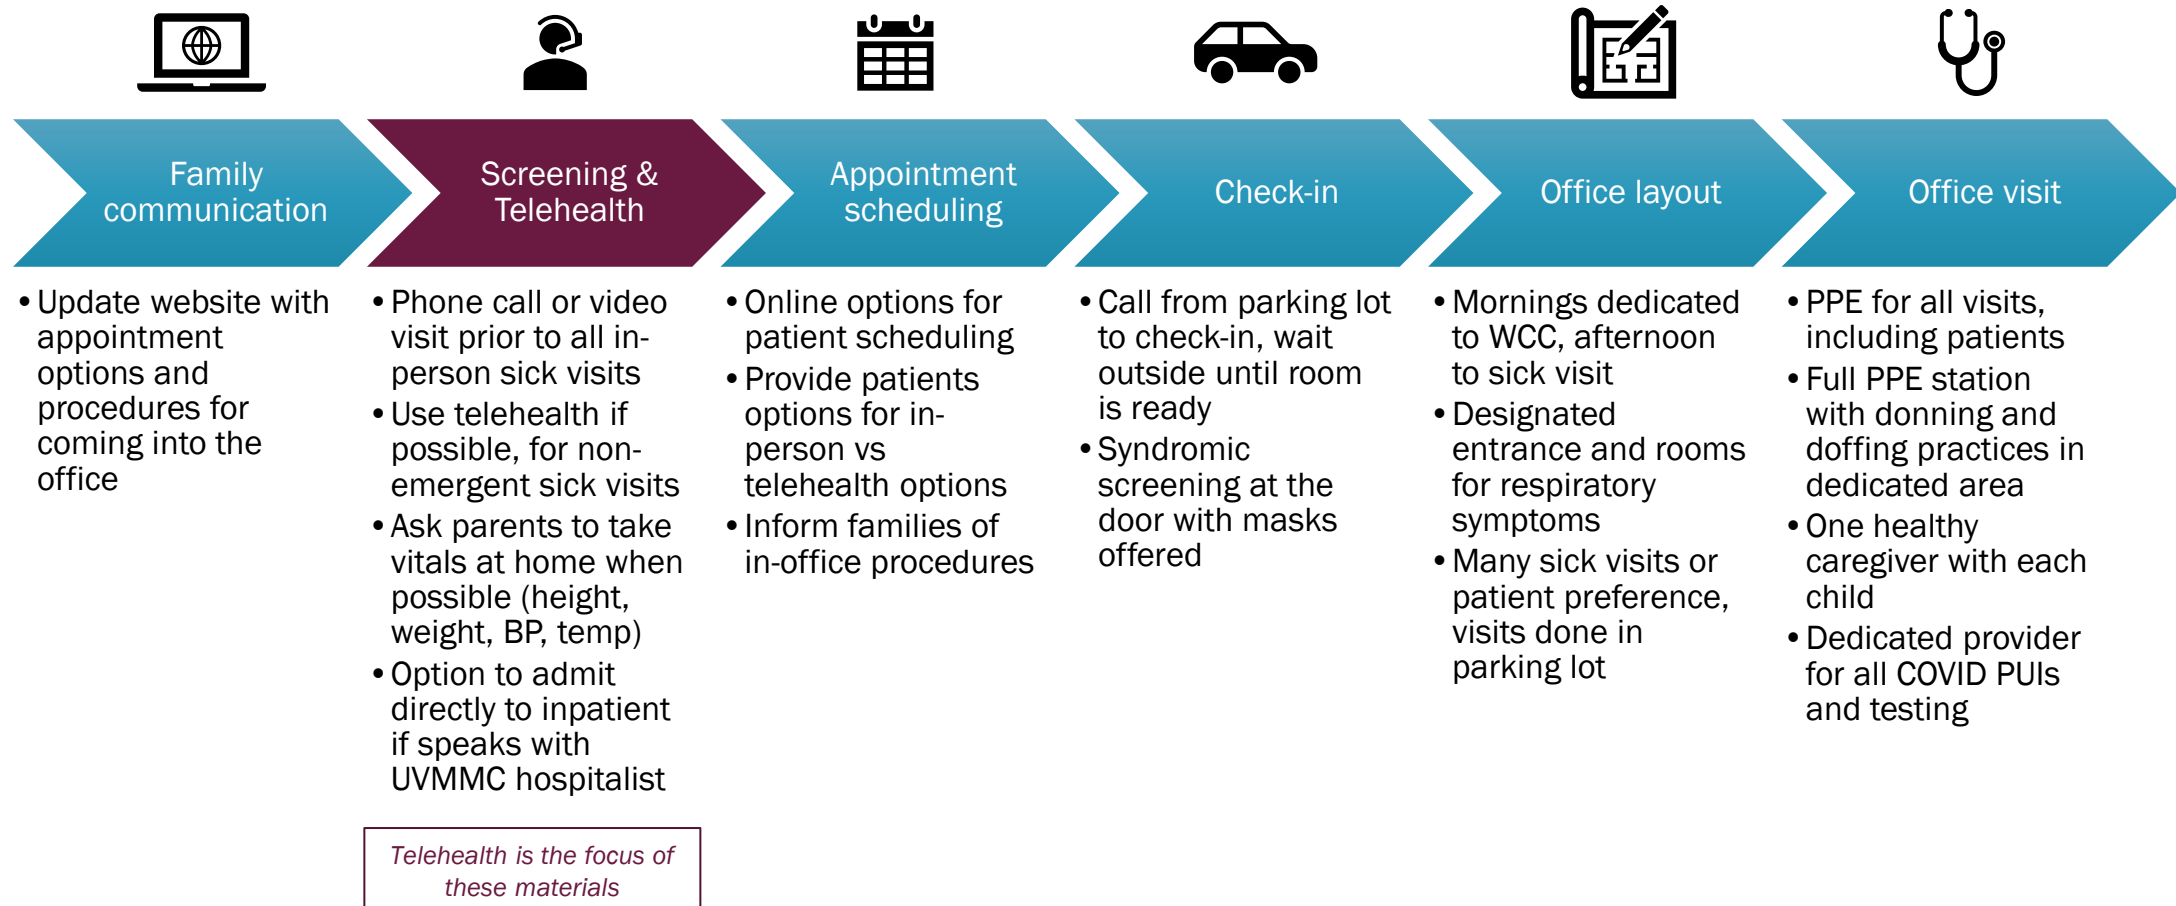 Family
communication
Screening &
Telehealth
Appointment
scheduling
Check-in
Office layout
Office visit
•Update website with
appointment
options and
procedures for
coming into the
office
•Phone call or video
visit prior to all in-
person sick visits
•Use telehealth if
possible, for non-
emergent sick visits
•Ask parents to take
vitals at home when
possible (height,
weight, BP, temp)
•Option to admit
directly to inpatient
if speaks with
UVMMC hospitalist
Telehealth is the focus of
these materials
•Online options for
patient scheduling
•Provide patients
options for in-
person vs
telehealth options
•Inform families of
in-office procedures
•Call from parking lot
to check-in, wait
outside until room
is ready
•Syndromic
screening at the
door with masks
offered
•Mornings dedicated
to WCC, afternoon
to sick visit
•Designated
entrance and rooms
for respiratory
symptoms
•Many sick visits or
patient preference,
visits done in
parking lot
•PPE for all visits,
including patients
•Full PPE station
with donning and
doffing practices in
dedicated area
•One healthy
caregiver with each
child
•Dedicated provider
for all COVID PUIs
and testing